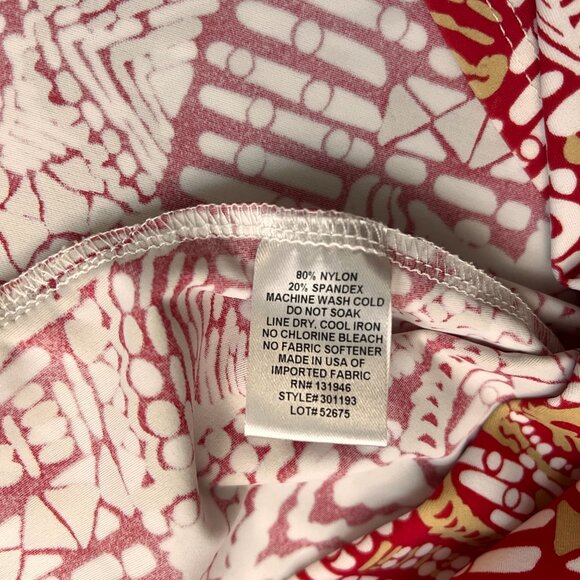 80% NYLON
20% SPANDEX
MACHINE WASH COLD
DO NOT SOAK
LINE DRY, COOL IRON
NO CHLORINE BLEACH
NO FABRIC SOFTENER
MADE IN USA OF
IMPORTED FABRIC
RN# 131946
STYLE# 301193
LOT# 52675